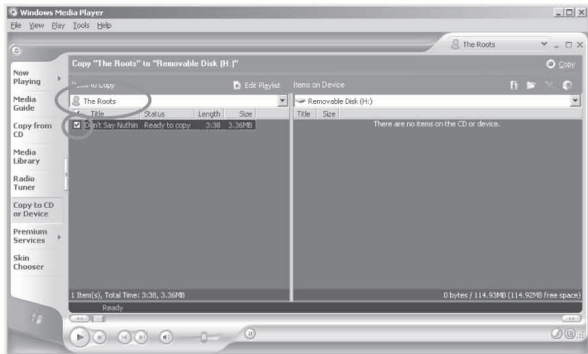 Windows Media Player
File View Play Tools Help
The Roots
Copy "The Roots" to "Removable Disk (H:)"
Copy
Now Playing
Edit Playlist
Items on Device
Media Guide
The Roots
Removable Disk (H:)
Title Status Length Size
Title Size
Copy from CD
Say Nuthin Ready to copy 3:38 3.36MB
There are no items on the CD or device.
Media Library
Radio Tuner
Copy to CD or Device
Premium Services
Skin Chooser
1 Item(s), Total Time: 3:38, 3.36MB
0 bytes / 114.93MB (114.92MB free space)
Ready